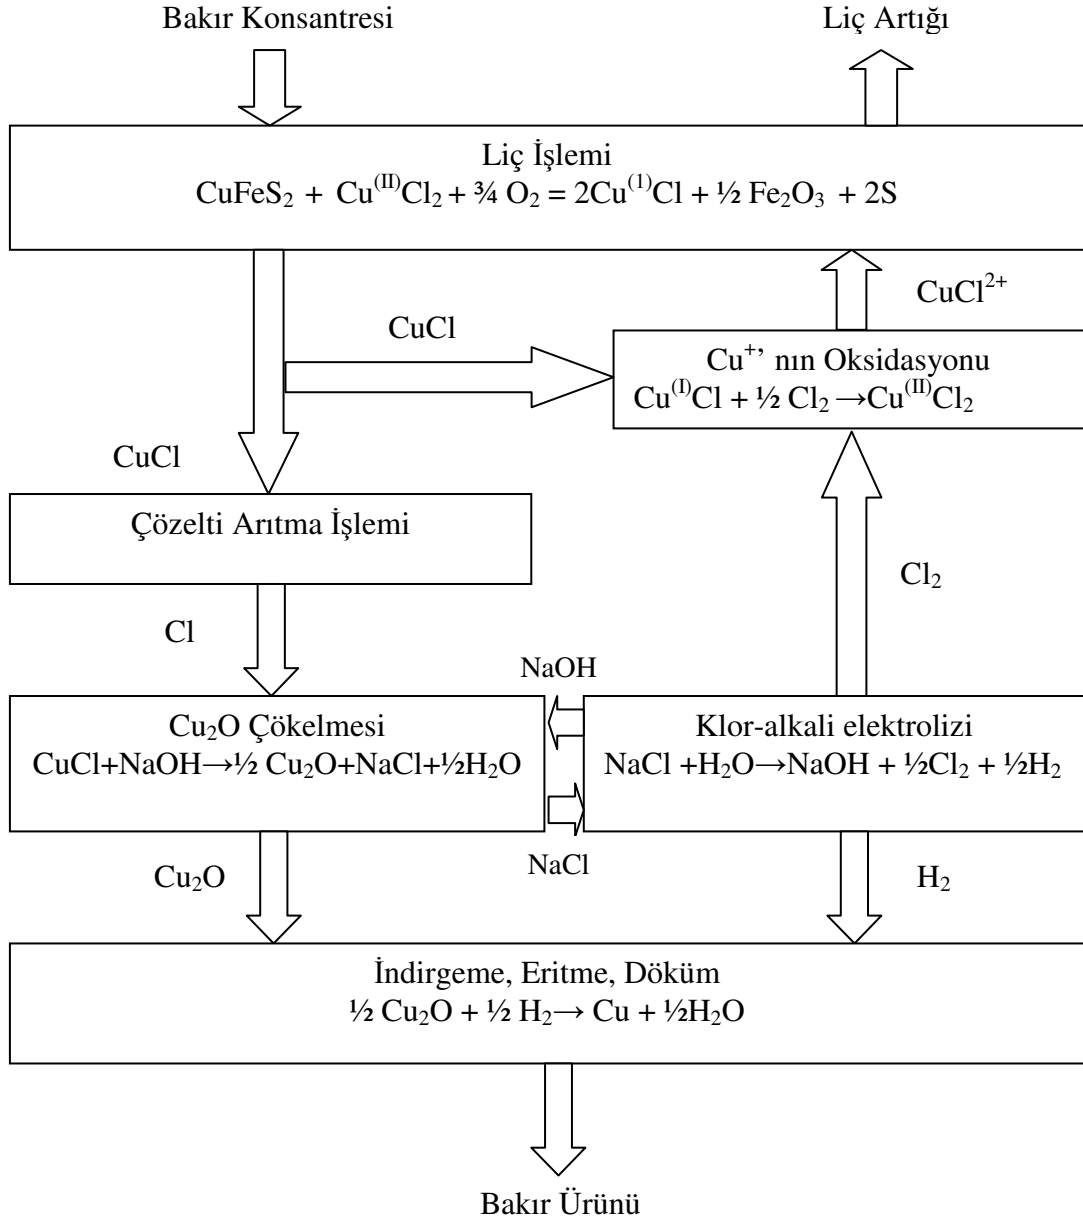 Bakır Konsantresi
Liç Artığı
Liç İşlemi
CuFeS₂ + Cu⁽ᴵᴵ⁾Cl₂ + ¾ O₂ = 2Cu⁽¹⁾Cl + ½ Fe₂O₃ + 2S
CuCl²⁺
CuCl
Cu⁺’ nın Oksidasyonu
Cu⁽ᴵ⁾Cl + ½ Cl₂ →Cu⁽ᴵᴵ⁾Cl₂
CuCl
Çözelti Arıtma İşlemi
Cl₂
Cl
NaOH
Cu₂O Çökelmesi
CuCl+NaOH→½ Cu₂O+NaCl+½H₂O
Klor-alkali elektrolizi
NaCl +H₂O→NaOH + ½Cl₂ + ½H₂
NaCl
Cu₂O
H₂
İndirgeme, Eritme, Döküm
½ Cu₂O + ½ H₂→ Cu + ½H₂O
Bakır Ürünü